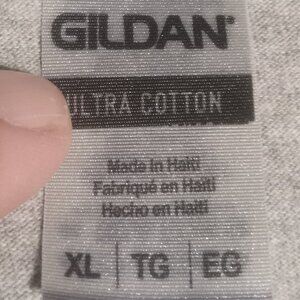 GILDAN®
ULTRA COTTON
Made in Haiti
Fabriqué en Haïti
Hecho en Haiti
XL | TG | EG